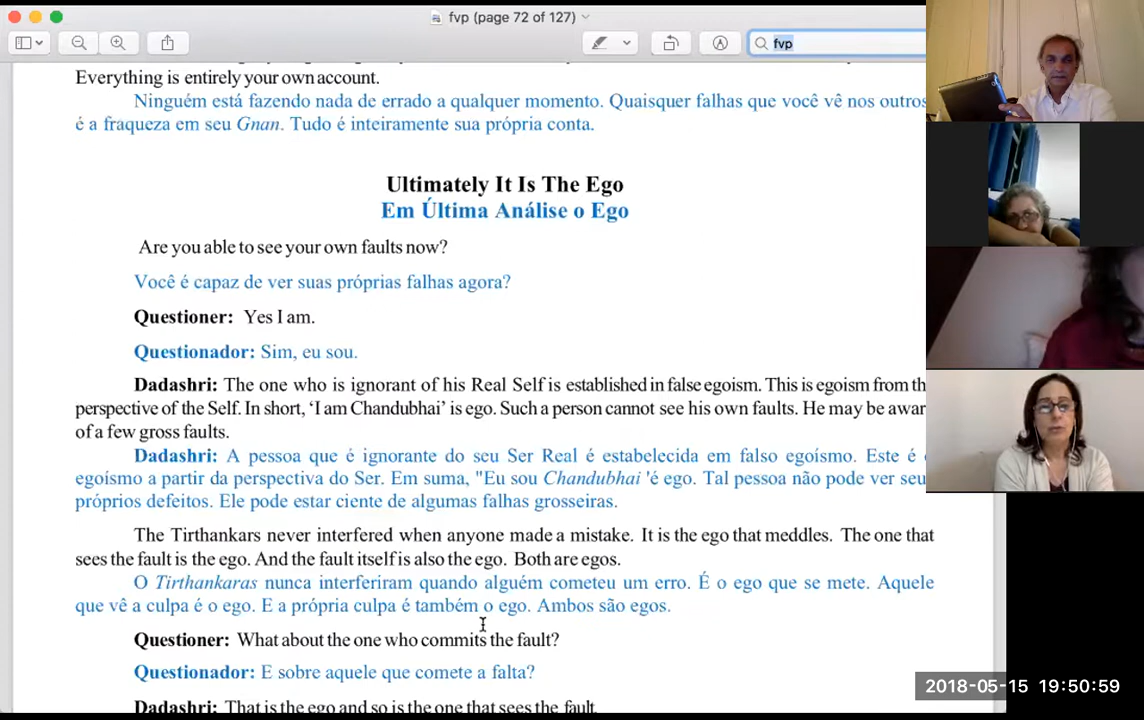 fvp (page 72 of 127)
fvp
Everything is entirely your own account.
Ninguém está fazendo nada de errado a qualquer momento. Quaisquer falhas que você vê nos outros
é a fraqueza em seu Gnan. Tudo é inteiramente sua própria conta.
Ultimately It Is The Ego
Em Última Análise o Ego
Are you able to see your own faults now?
Você é capaz de ver suas próprias falhas agora?
Questioner: Yes I am.
Questionador: Sim, eu sou.
Dadashri: The one who is ignorant of his Real Self is established in false egoism. This is egoism from th
perspective of the Self. In short, ‘I am Chandubhai’ is ego. Such a person cannot see his own faults. He may be awar
of a few gross faults.
Dadashri: A pessoa que é ignorante do seu Ser Real é estabelecida em falso egoísmo. Este é
egoísmo a partir da perspectiva do Ser. Em suma, "Eu sou Chandubhai 'é ego. Tal pessoa não pode ver seu
próprios defeitos. Ele pode estar ciente de algumas falhas grosseiras.
The Tirthankars never interfered when anyone made a mistake. It is the ego that meddles. The one that
sees the fault is the ego. And the fault itself is also the ego. Both are egos.
O Tirthankaras nunca interferiram quando alguém cometeu um erro. É o ego que se mete. Aquele
que vê a culpa é o ego. E a própria culpa é também o ego. Ambos são egos.
Questioner: What about the one who commits the fault?
Questionador: E sobre aquele que comete a falta?
Dadashri: That is the ego and so is the one that sees the fault.
2018-05-15 19:50:59